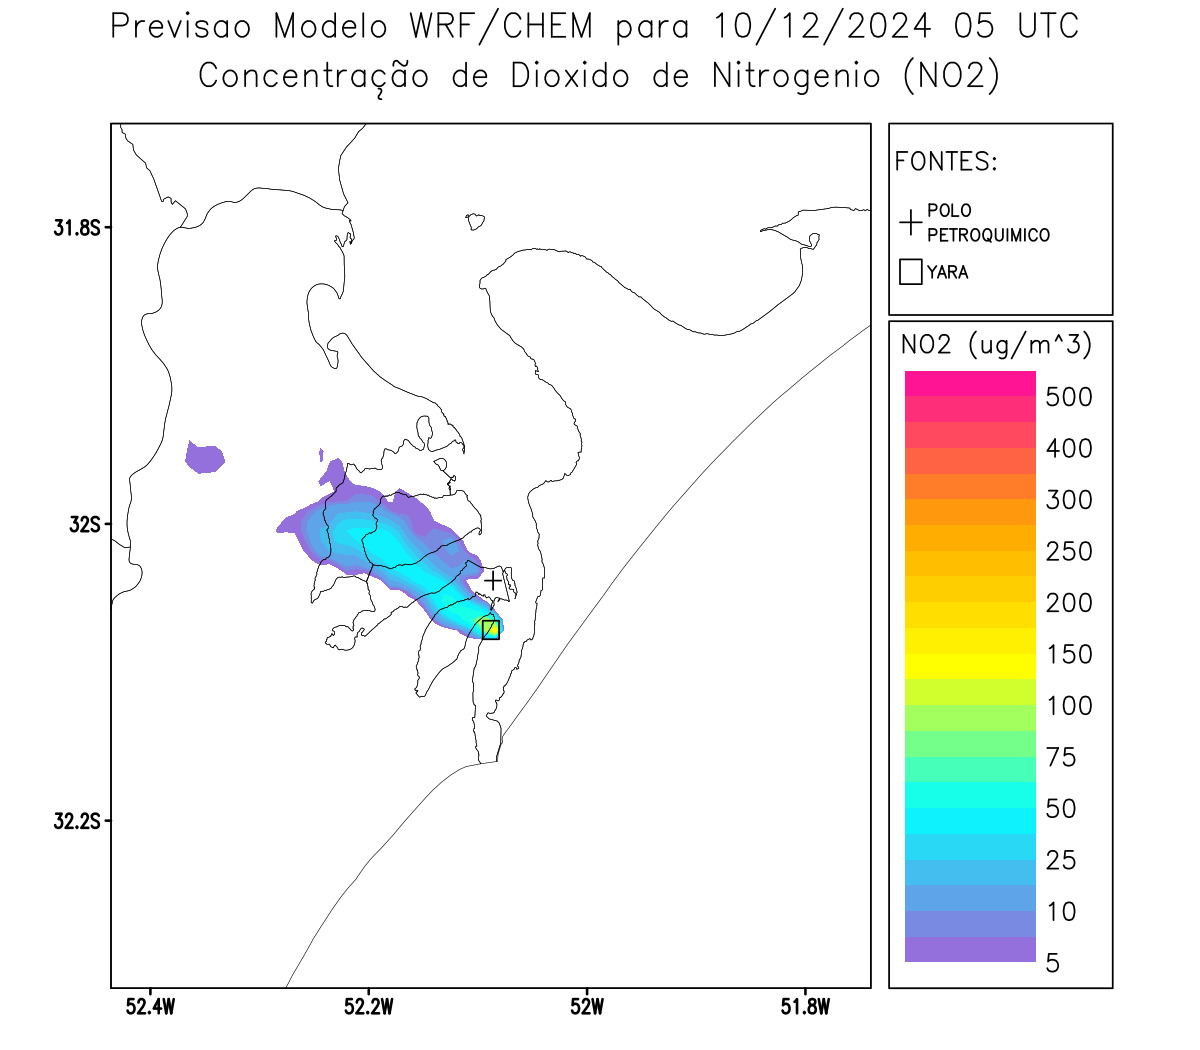 Previsao Modelo WRF/CHEM para 10/12/2024 05 UTC
Concentração de Dioxido de Nitrogenio (NO2)
FONTES:
POLO
PETROQUIMICO
YARA
NO2 (ug/m^3)
500
400
300
250
200
150
100
75
50
25
10
5
31.8S
32S
32.2S
52.4W
52.2W
52W
51.8W